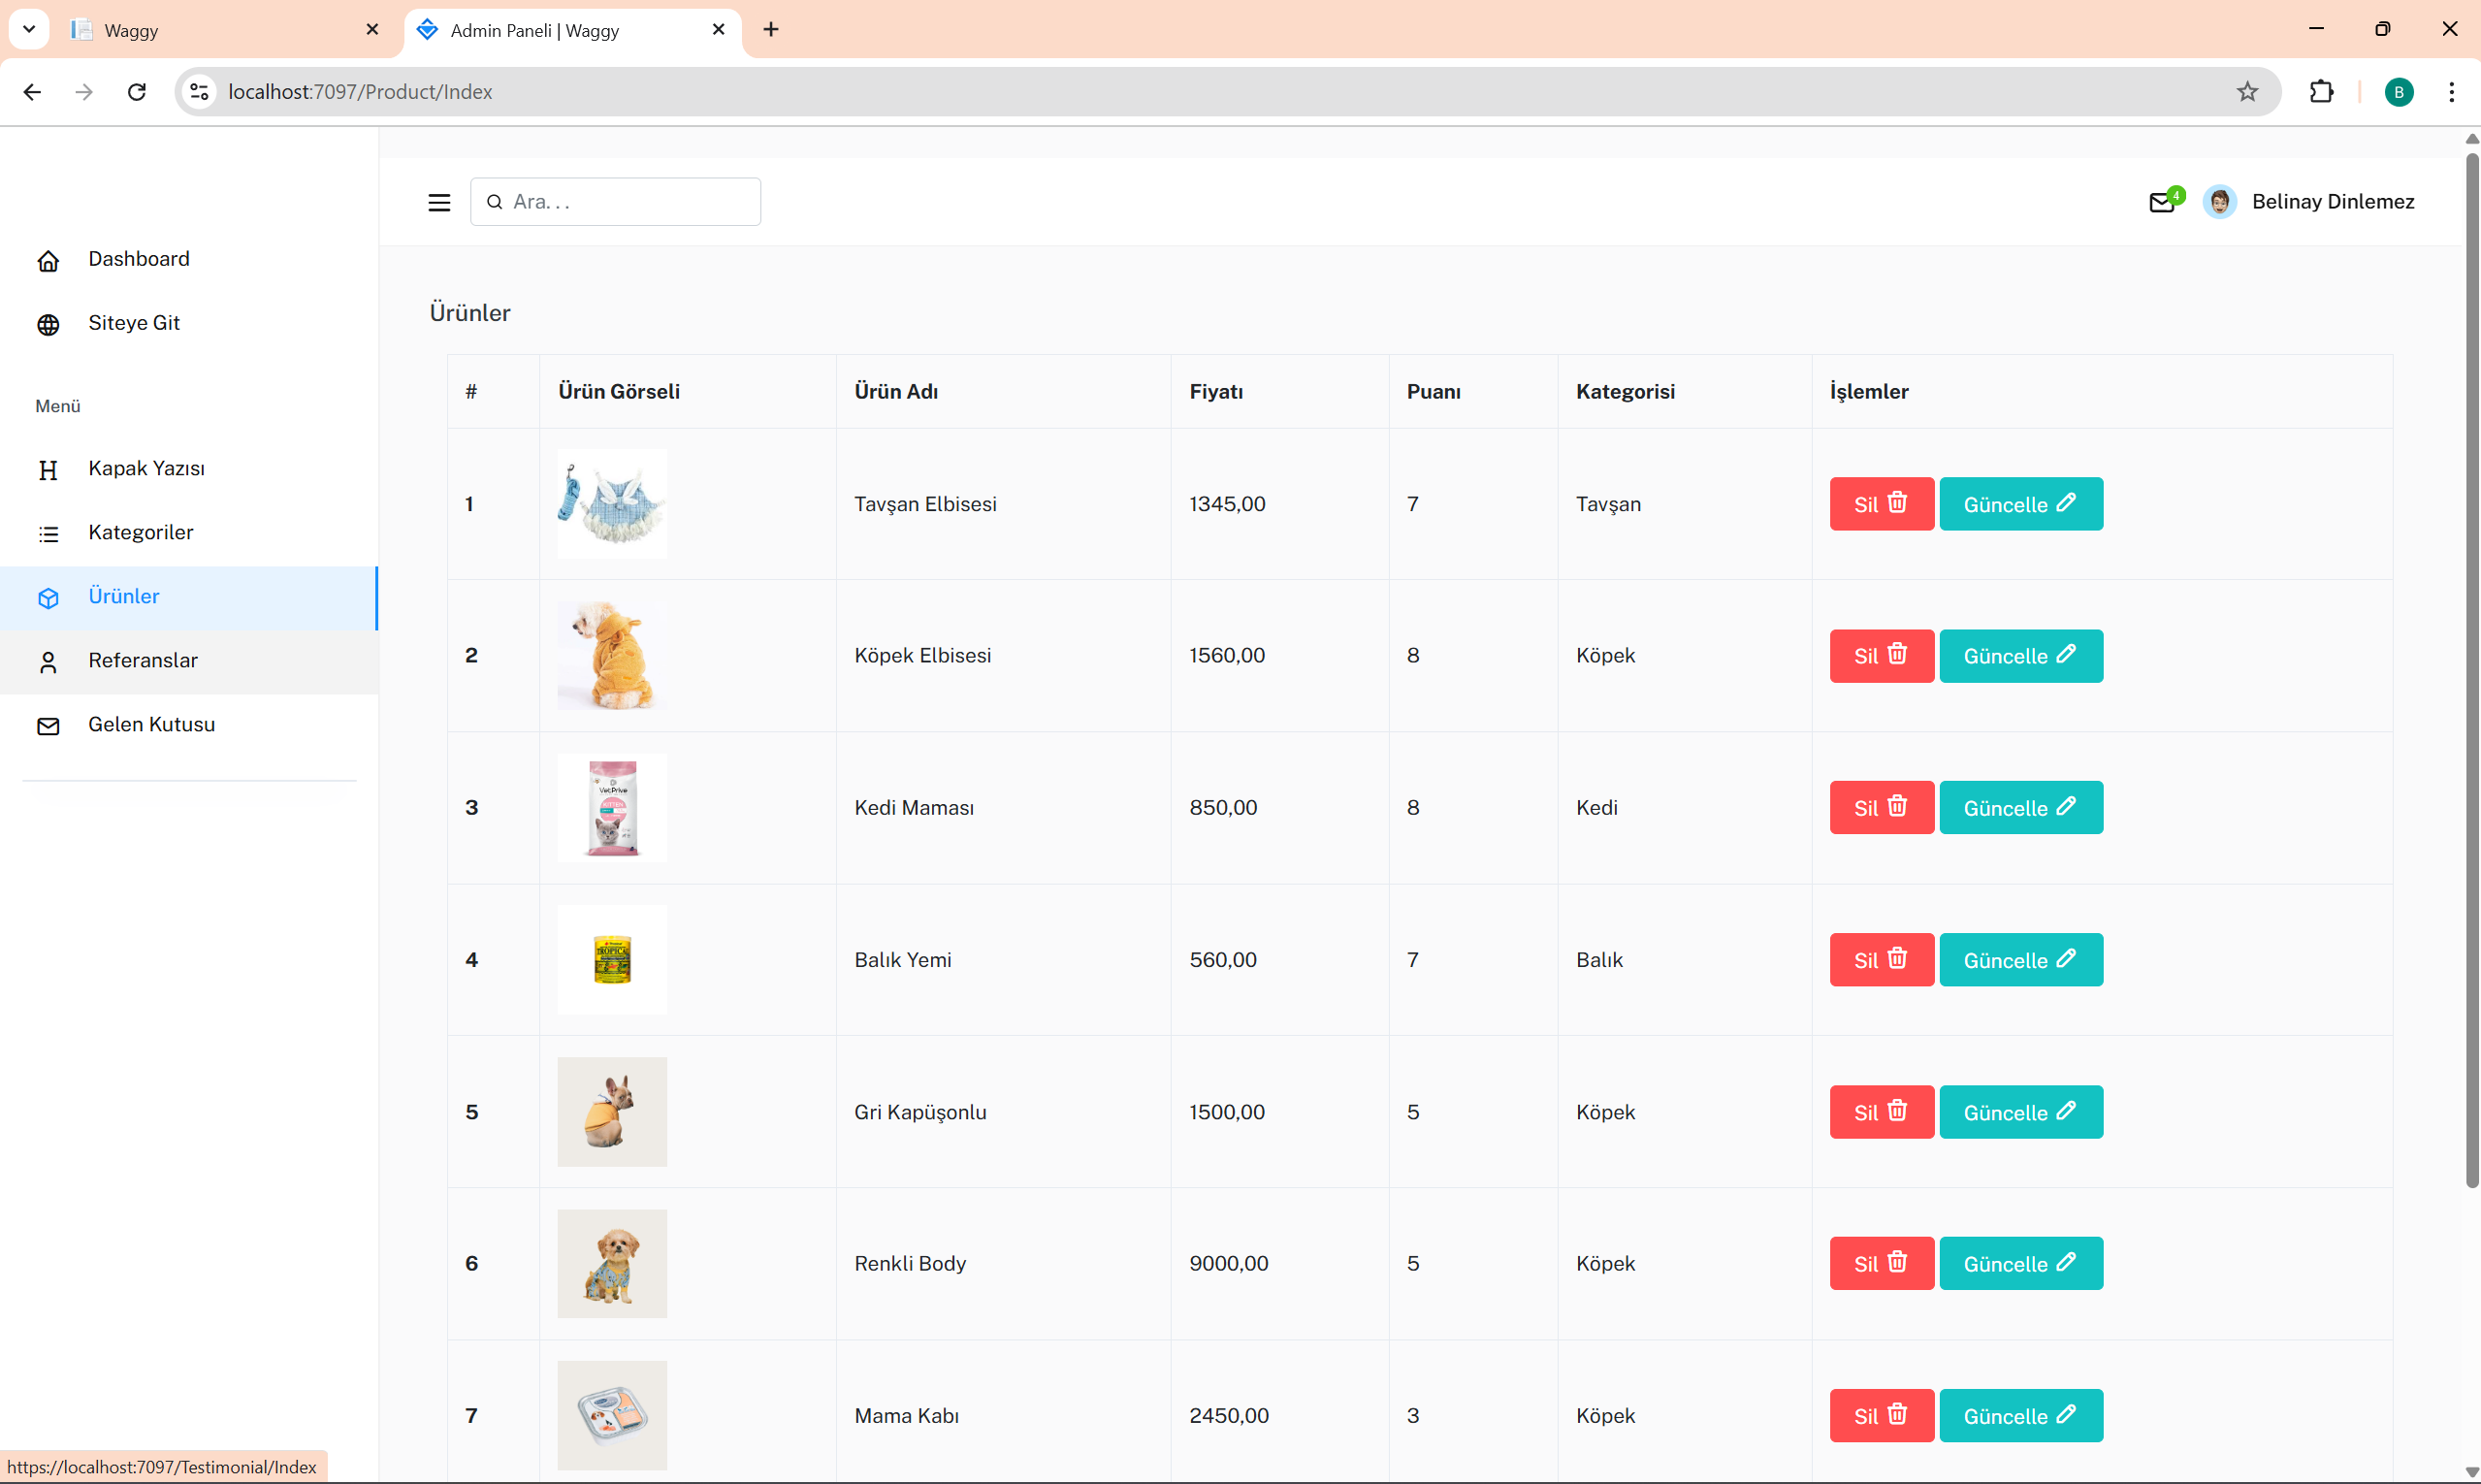 Waggy
Admin Paneli | Waggy
localhost:7097/Product/Index
B
Ara. . .
4
Belinay Dinlemez
Dashboard
Siteye Git
Menü
Kapak Yazısı
Kategoriler
Ürünler
Referanslar
Gelen Kutusu
Ürünler
# Ürün Görseli Ürün Adı Fiyatı Puanı Kategorisi İşlemler
1 Tavşan Elbisesi 1345,00 7 Tavşan Sil Güncelle
2 Köpek Elbisesi 1560,00 8 Köpek Sil Güncelle
VetPrive
KITTEN
3 Kedi Maması 850,00 8 Kedi Sil Güncelle
TROPICAL
4 Balık Yemi 560,00 7 Balık Sil Güncelle
5 Gri Kapüşonlu 1500,00 5 Köpek Sil Güncelle
6 Renkli Body 9000,00 5 Köpek Sil Güncelle
7 Mama Kabı 2450,00 3 Köpek Sil Güncelle
https://localhost:7097/Testimonial/Index